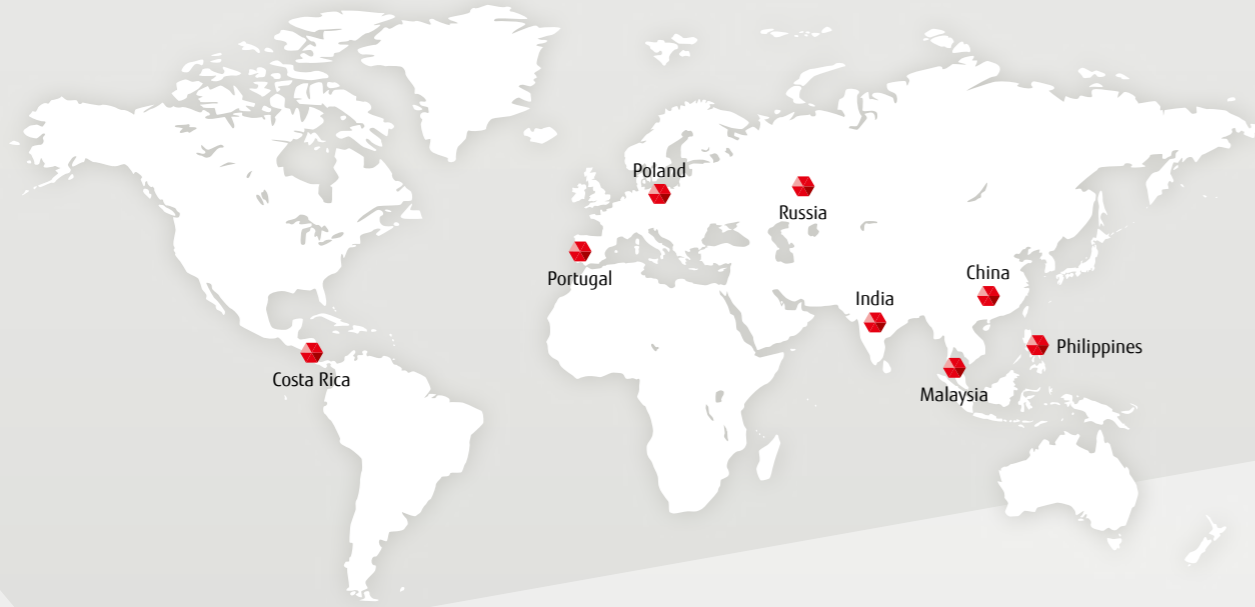 Poland
Russia
Portugal
China
India
Philippines
Costa Rica
Malaysia